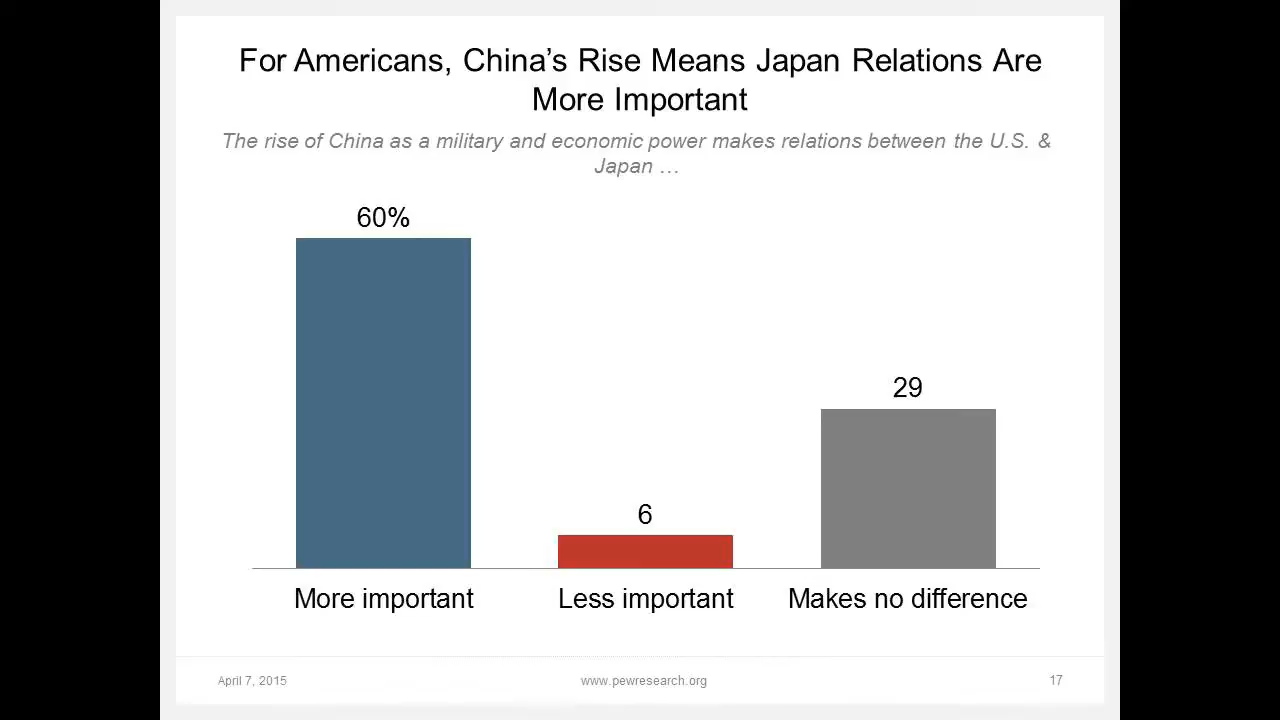 For Americans, China’s Rise Means Japan Relations Are
More Important
The rise of China as a military and economic power makes relations between the U.S. &
Japan …
60%
29
6
More important
Less important
Makes no difference
April 7, 2015
www.pewresearch.org
17